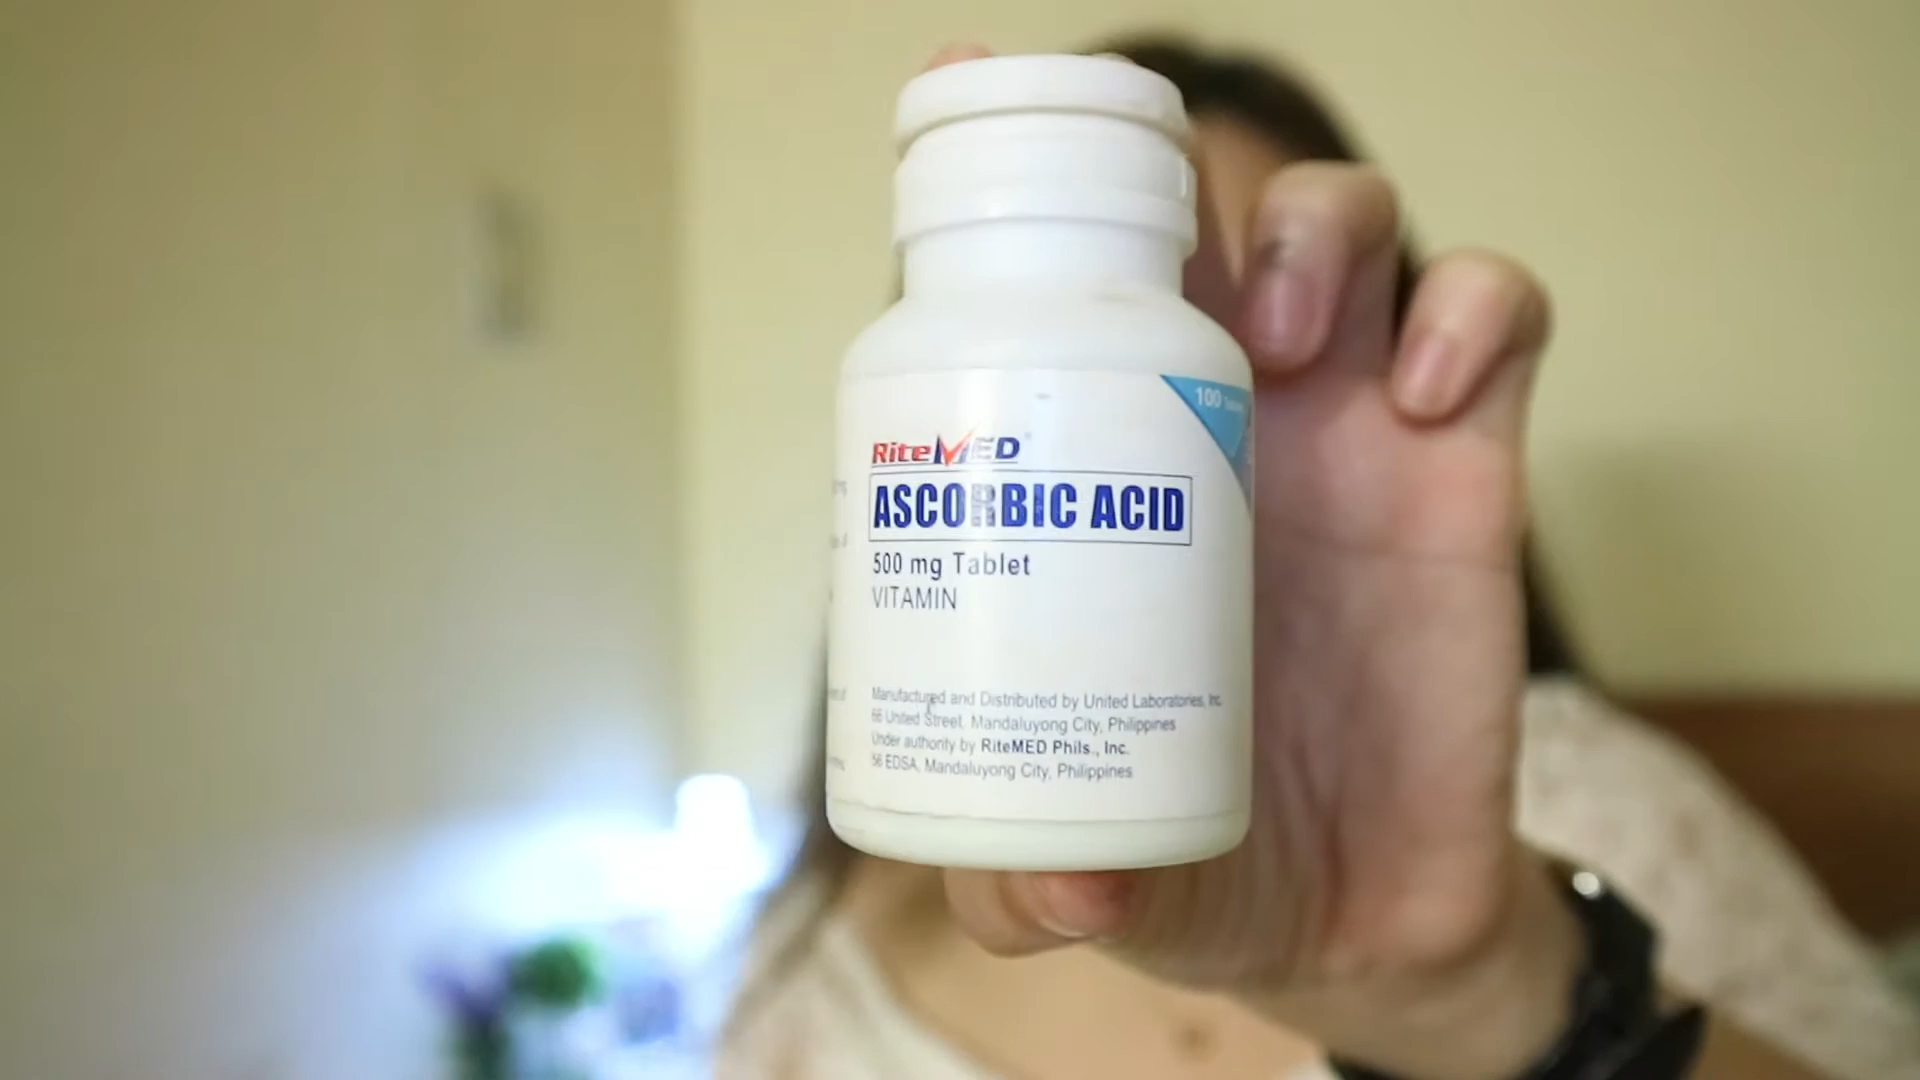 100
RiteMED
ASCORBIC ACID
500 mg Tablet
VITAMIN
Manufactured and Distributed by United Laboratories, Inc.
66 United Street, Mandaluyong City, Philippines
Under authority by RiteMED Phils., Inc.
56 EDSA, Mandaluyong City, Philippines